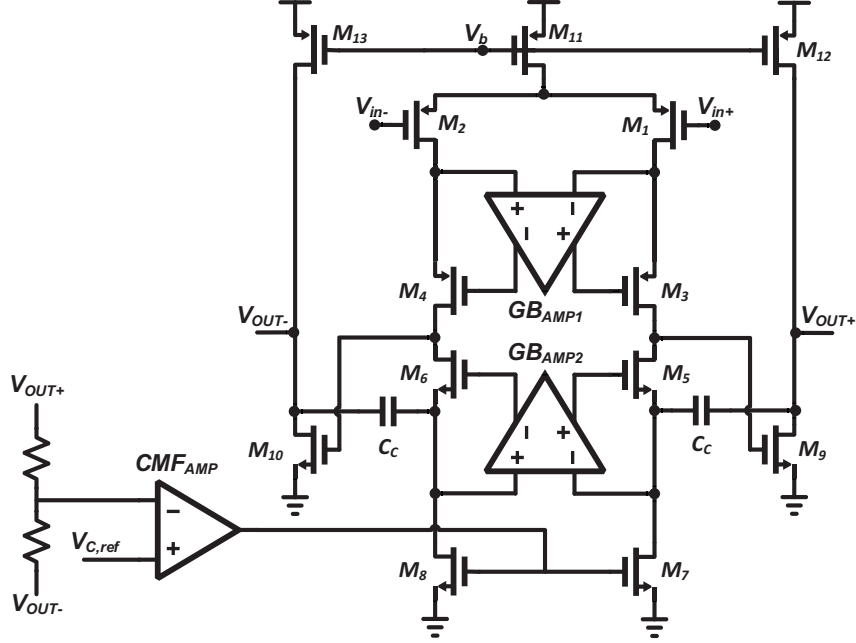 M13
Vb
M11
M12
Vin-
M2
M1
Vin+
+ − + −
M4
GBAMP1
M3
VOUT-
VOUT+
GBAMP2
M6
M5
VOUT+
CC
CC
M10
CMFAMP
M9
− + + −
−
VC,ref
+
M8
M7
VOUT-